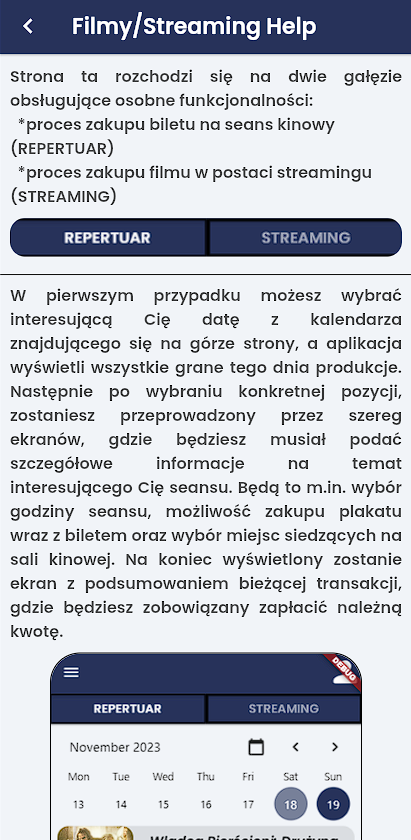 Filmy/Streaming Help
Strona ta rozchodzi się na dwie gałęzie
obsługujące osobne funkcjonalności:
*proces zakupu biletu na seans kinowy
(REPERTUAR)
*proces zakupu filmu w postaci streamingu
(STREAMING)
REPERTUAR STREAMING
W pierwszym przypadku możesz wybrać
interesującą Cię datę z kalendarza
znajdującego się na górze strony, a aplikacja
wyświetli wszystkie grane tego dnia produkcje.
Następnie po wybraniu konkretnej pozycji,
zostaniesz przeprowadzony przez szereg
ekranów, gdzie będziesz musiał podać
szczegółowe informacje na temat
interesującego Cię seansu. Będą to m.in. wybór
godziny seansu, możliwość zakupu plakatu
wraz z biletem oraz wybór miejsc siedzących na
sali kinowej. Na koniec wyświetlony zostanie
ekran z podsumowaniem bieżącej transakcji,
gdzie będziesz zobowiązany zapłacić należną
kwotę.
DEBUG
REPERTUAR STREAMING
November 2023
Mon Tue Wed Thu Fri Sat Sun
13 14 15 16 17 18 19
Władca Pierścieni: Drużyna